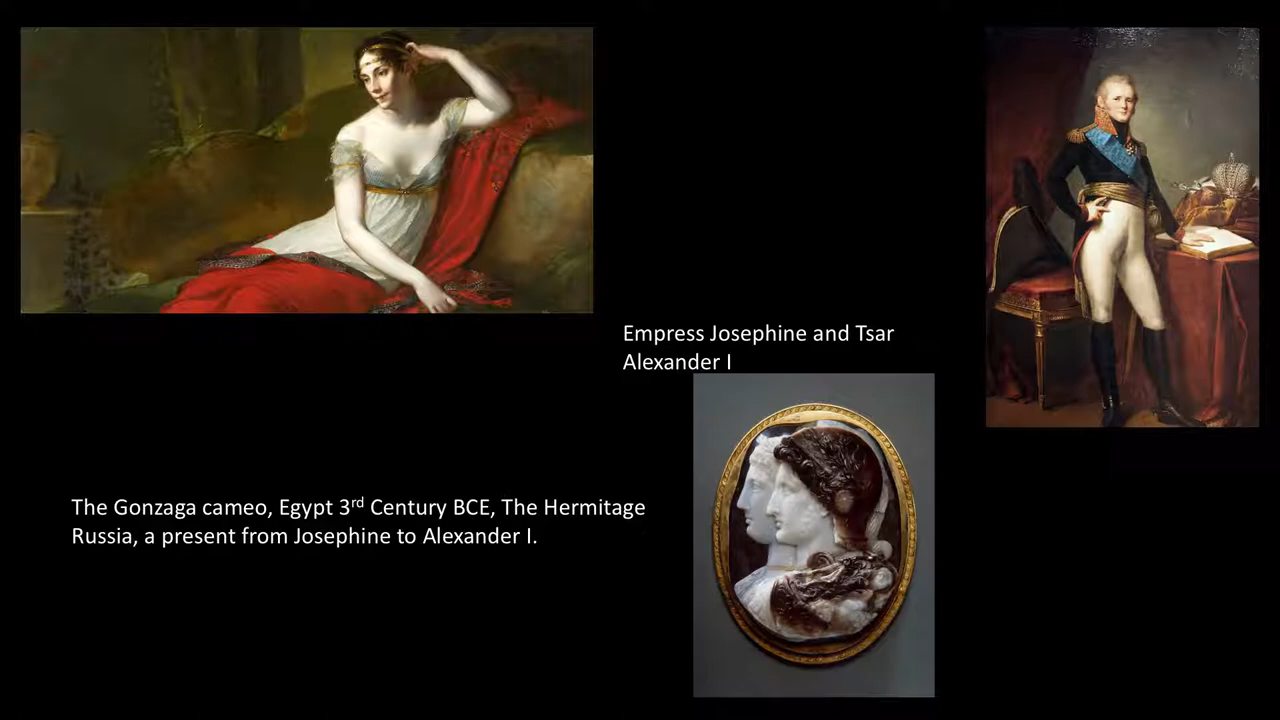 Empress Josephine and Tsar
Alexander I
The Gonzaga cameo, Egypt 3rd Century BCE, The Hermitage
Russia, a present from Josephine to Alexander I.